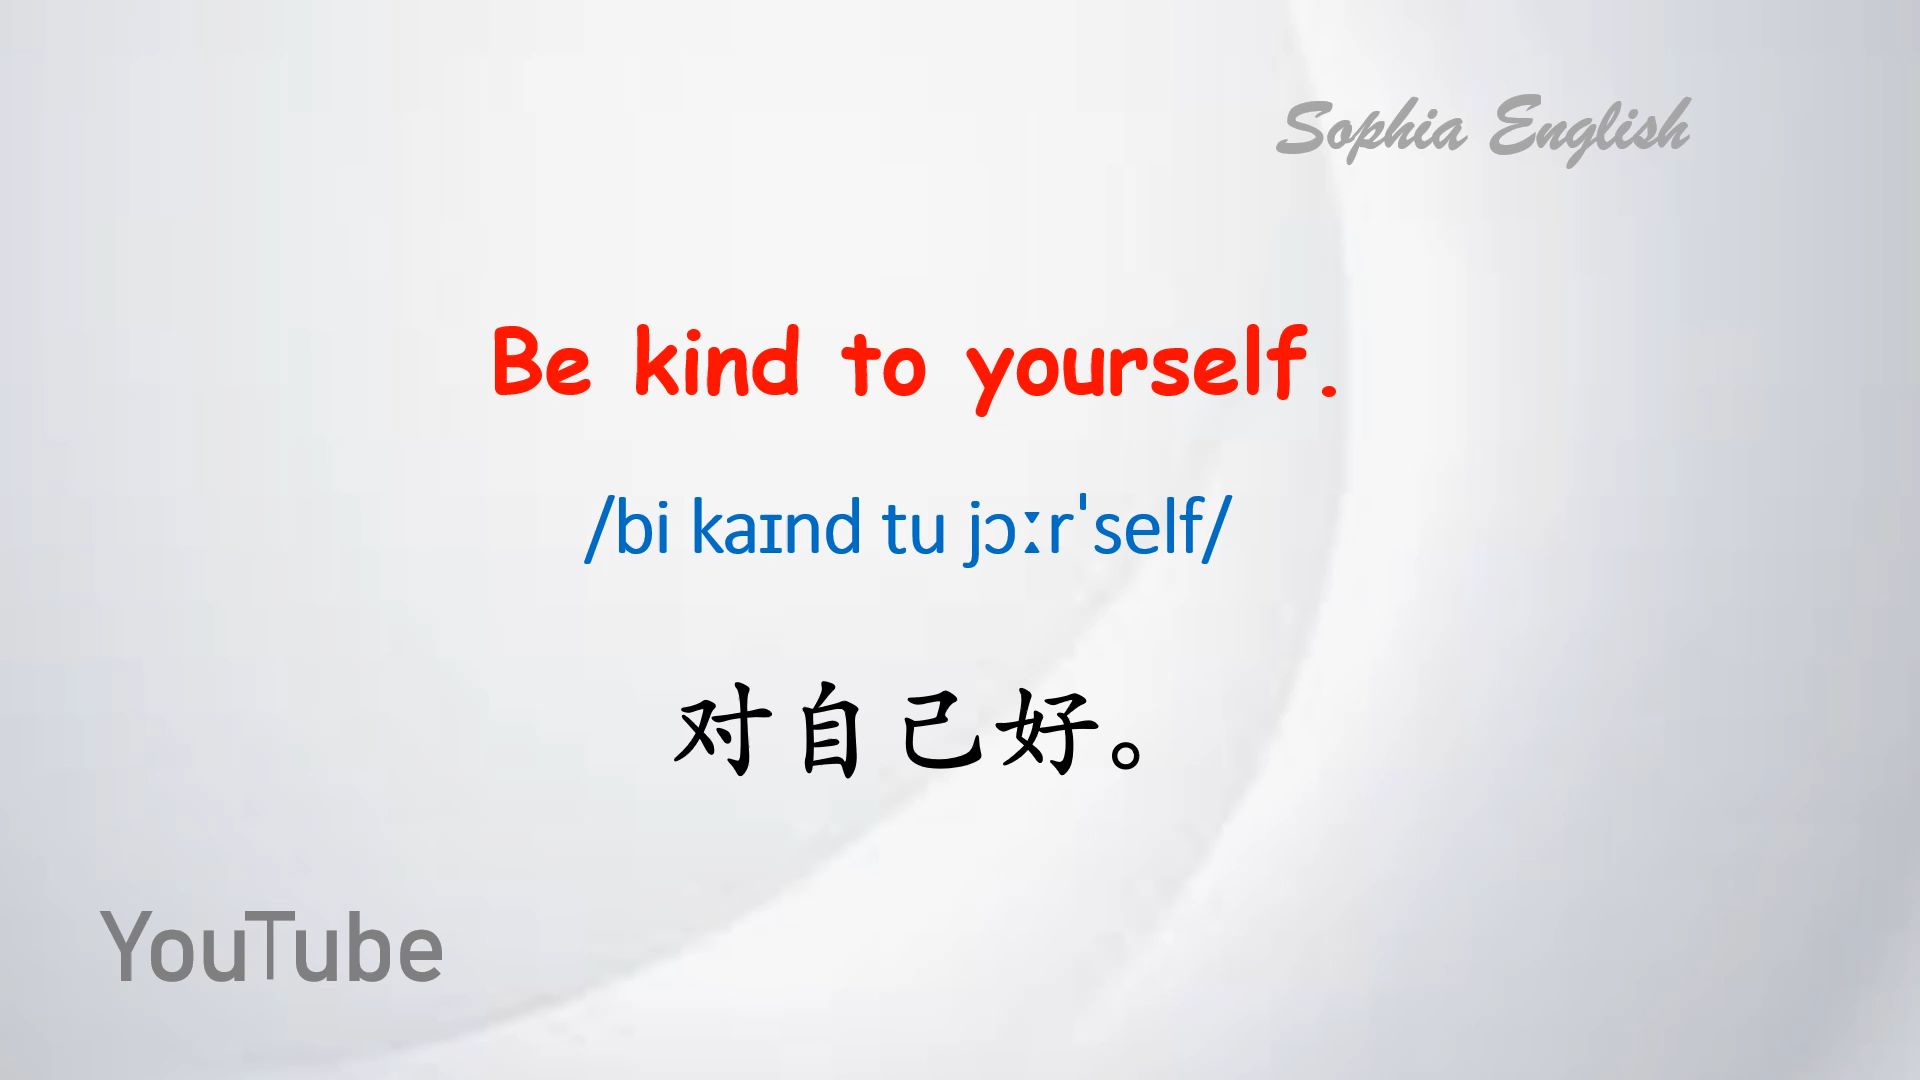 Sophia English
Be kind to yourself.
/bi kaɪnd tu jɔːrˈself/
对自己好。
YouTube